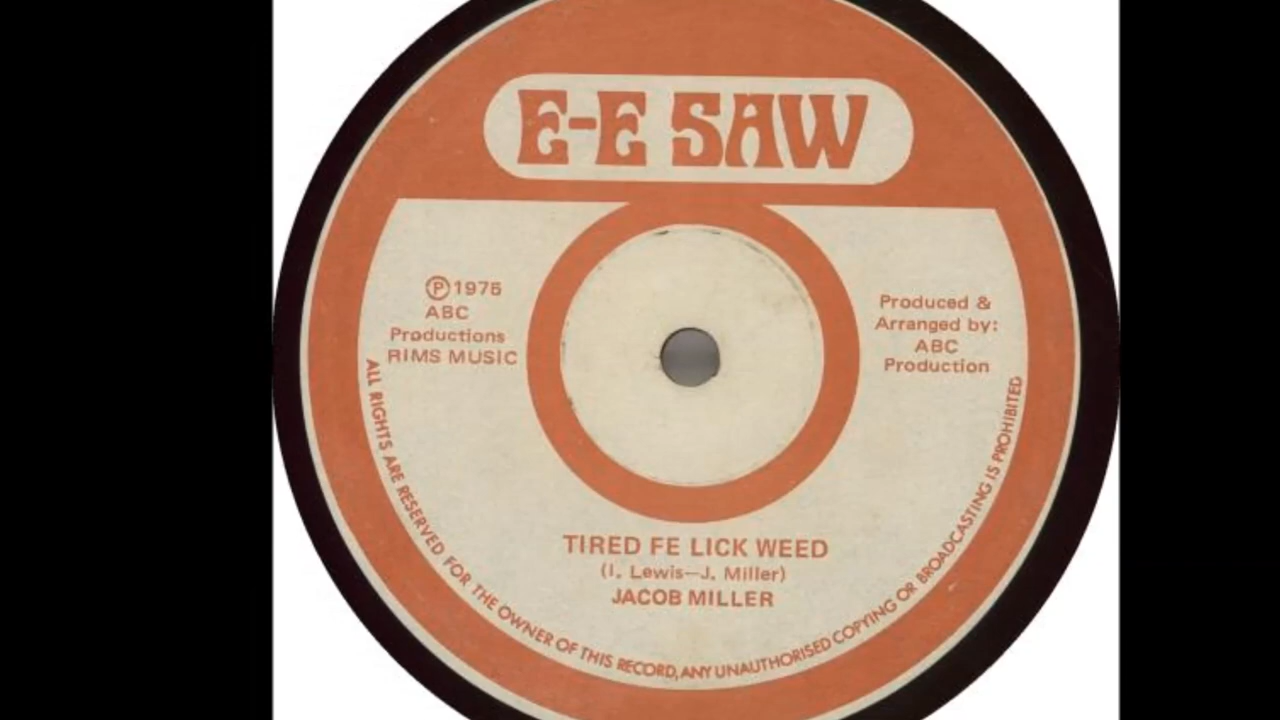 E-E SAW
Ⓟ1976
ABC
Productions
RIMS MUSIC
Produced &
Arranged by:
ABC
Production
TIRED FE LICK WEED
(I. Lewis—J. Miller)
JACOB MILLER
ALL RIGHTS ARE RESERVED FOR THE OWNER OF THIS RECORD, ANY UNAUTHORISED COPYING OR BROADCASTING IS PROHIBITED